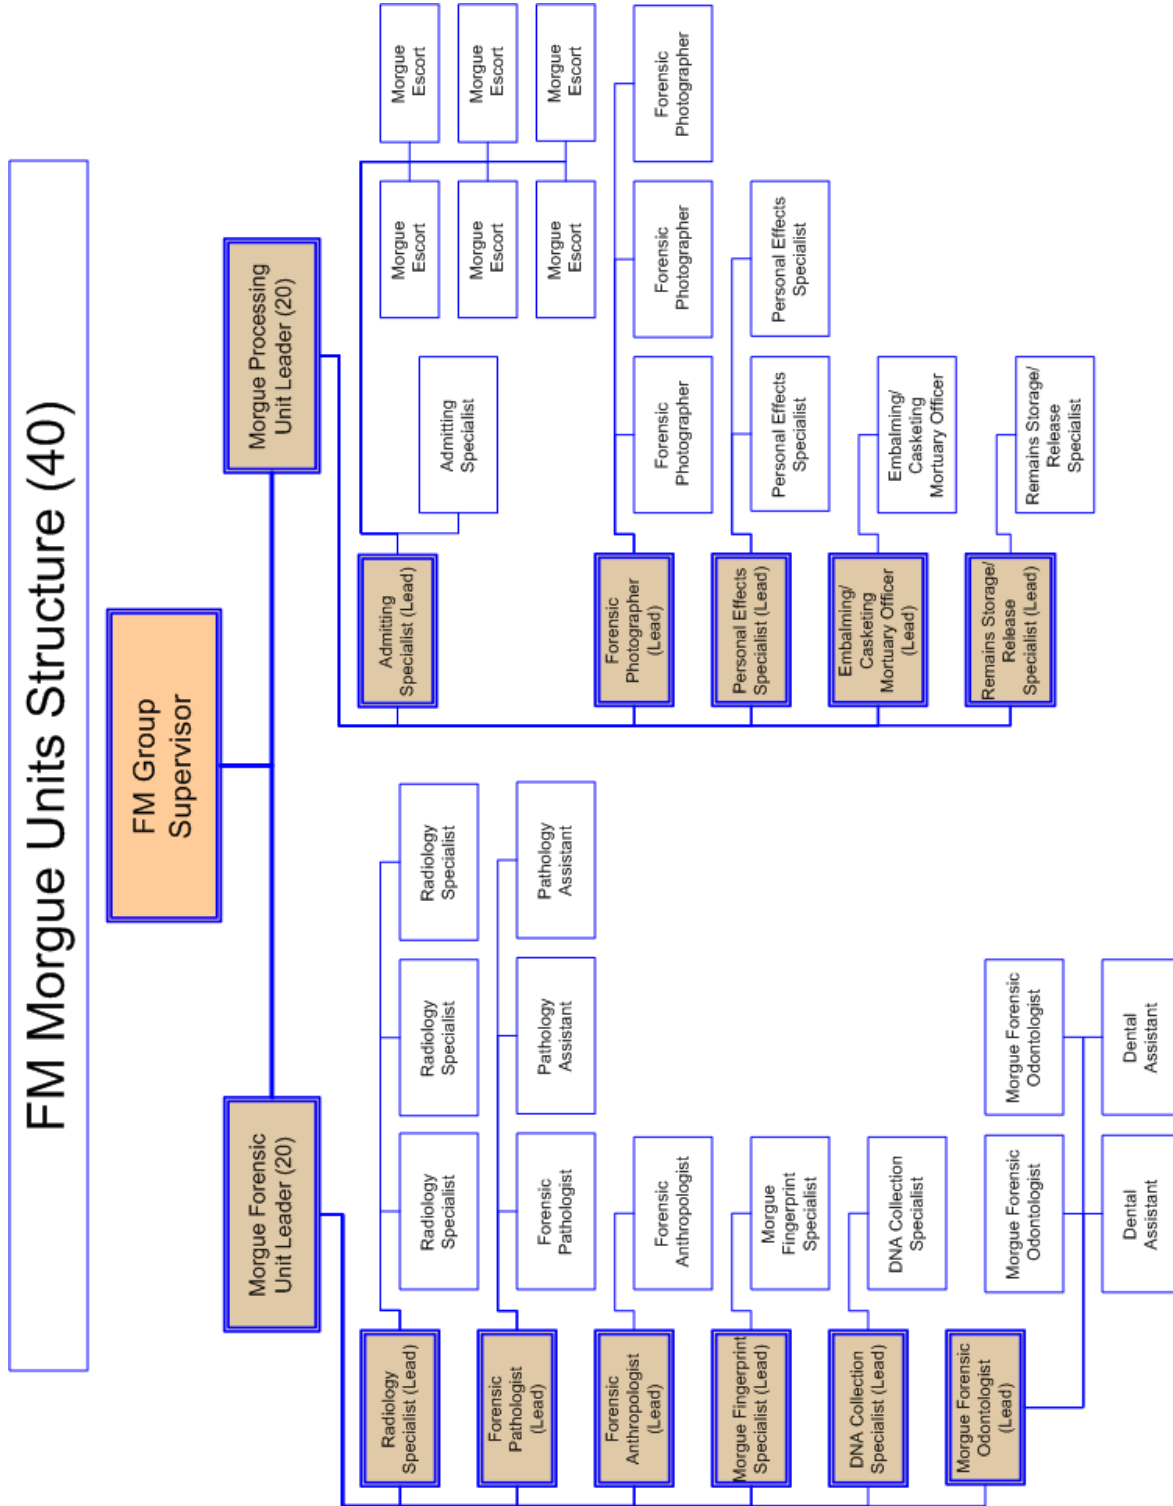 FM Morgue Units Structure (40)
FM Group
Supervisor
Morgue Forensic
Unit Leader (20)
Morgue Processing
Unit Leader (20)
Radiology
Specialist (Lead)
Radiology
Specialist
Radiology
Specialist
Radiology
Specialist
Forensic
Pathologist
(Lead)
Forensic
Pathologist
Pathology
Assistant
Pathology
Assistant
Forensic
Anthropologist
(Lead)
Forensic
Anthropologist
Morgue Fingerprint
Specialist (Lead)
Morgue
Fingerprint
Specialist
DNA Collection
Specialist (Lead)
DNA Collection
Specialist
Morgue Forensic
Odontologist
(Lead)
Morgue Forensic
Odontologist
Morgue Forensic
Odontologist
Dental
Assistant
Dental
Assistant
Admitting
Specialist (Lead)
Admitting
Specialist
Morgue
Escort
Morgue
Escort
Morgue
Escort
Morgue
Escort
Morgue
Escort
Morgue
Escort
Forensic
Photographer
(Lead)
Forensic
Photographer
Forensic
Photographer
Forensic
Photographer
Personal Effects
Specialist (Lead)
Personal Effects
Specialist
Personal Effects
Specialist
Embalming/
Casketing
Mortuary Officer
(Lead)
Embalming/
Casketing
Mortuary Officer
Remains Storage/
Release
Specialist (Lead)
Remains Storage/
Release
Specialist